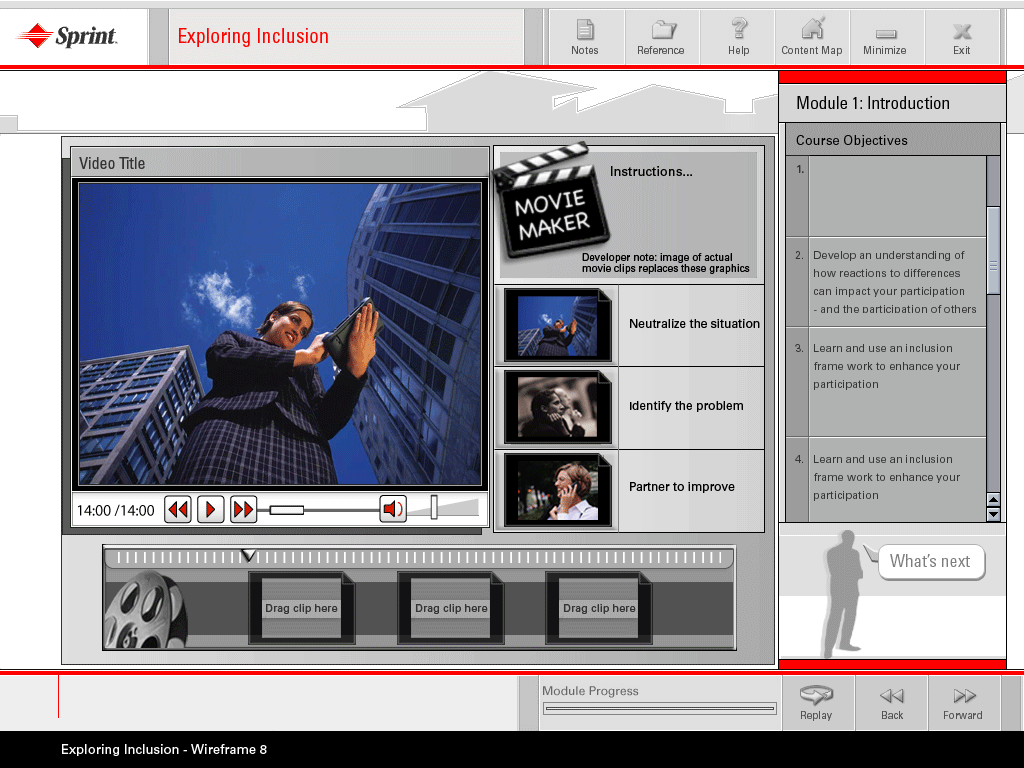 Sprint.
Exploring Inclusion
Notes
Reference
Help
Content Map
Minimize
Exit
Module 1: Introduction
Course Objectives
1.
2. Develop an understanding of
how reactions to differences
can impact your participation
- and the participation of others
3. Learn and use an inclusion
frame work to enhance your
participation
4. Learn and use an inclusion
frame work to enhance your
participation
Video Title
14:00 /14:00
MOVIE
MAKER
Instructions...
Developer note: image of actual
movie clips replaces these graphics
Neutralize the situation
Identify the problem
Partner to improve
Drag clip here
Drag clip here
Drag clip here
What's next
Module Progress
Replay
Back
Forward
Exploring Inclusion - Wireframe 8